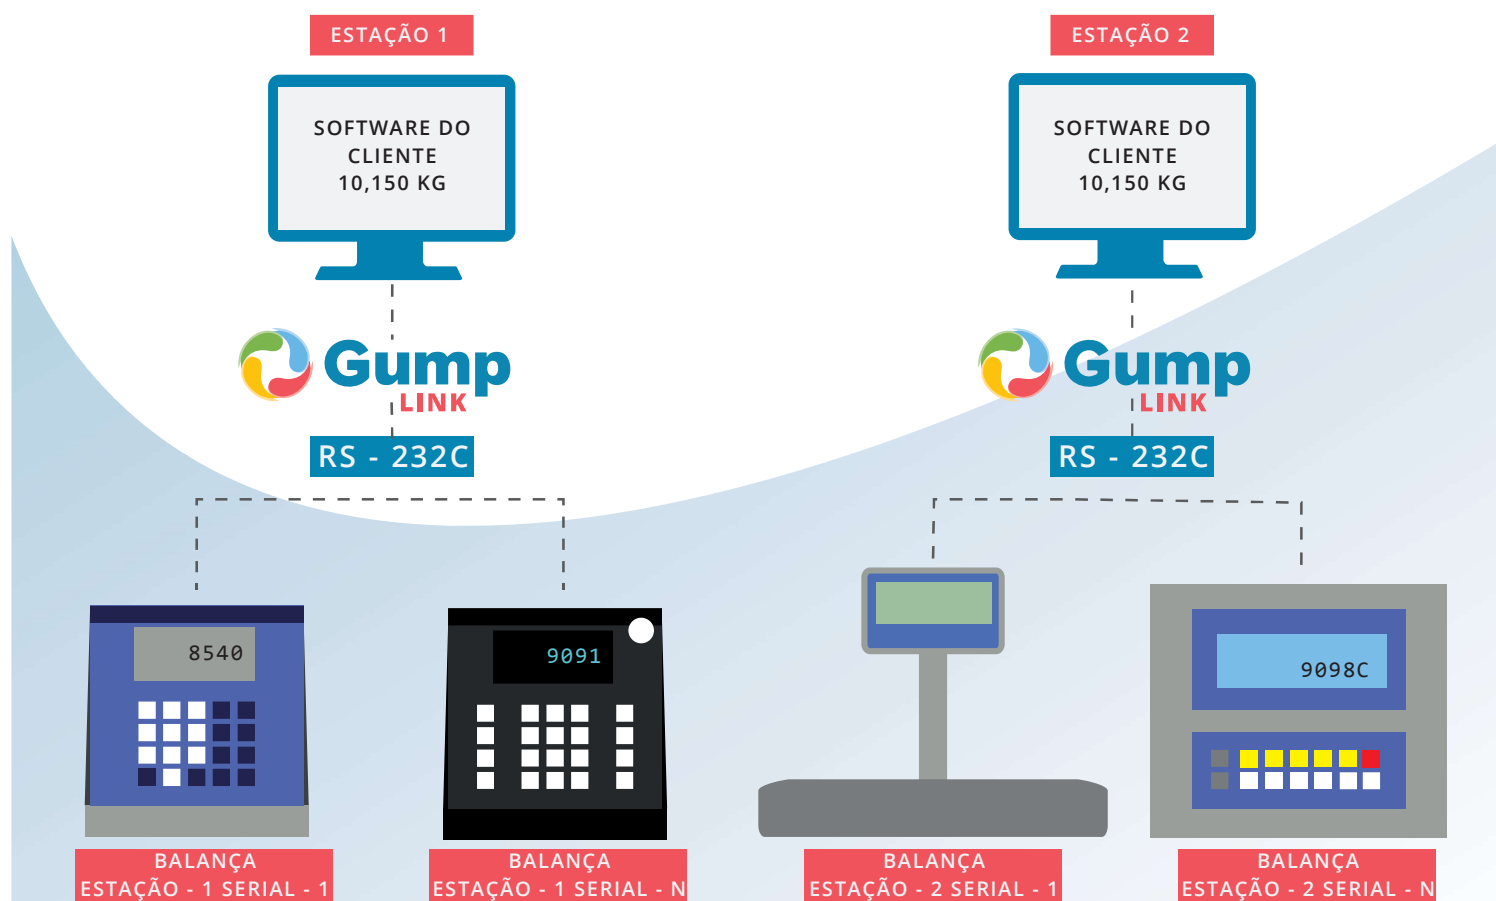 ESTAÇÃO 1
ESTAÇÃO 2
SOFTWARE DO
CLIENTE
10,150 KG
SOFTWARE DO
CLIENTE
10,150 KG
Gump
LINK
Gump
LINK
RS - 232C
RS - 232C
8540
9091
9098C
BALANÇA
ESTAÇÃO - 1 SERIAL - 1
BALANÇA
ESTAÇÃO - 1 SERIAL - N
BALANÇA
ESTAÇÃO - 2 SERIAL - 1
BALANÇA
ESTAÇÃO - 2 SERIAL - N